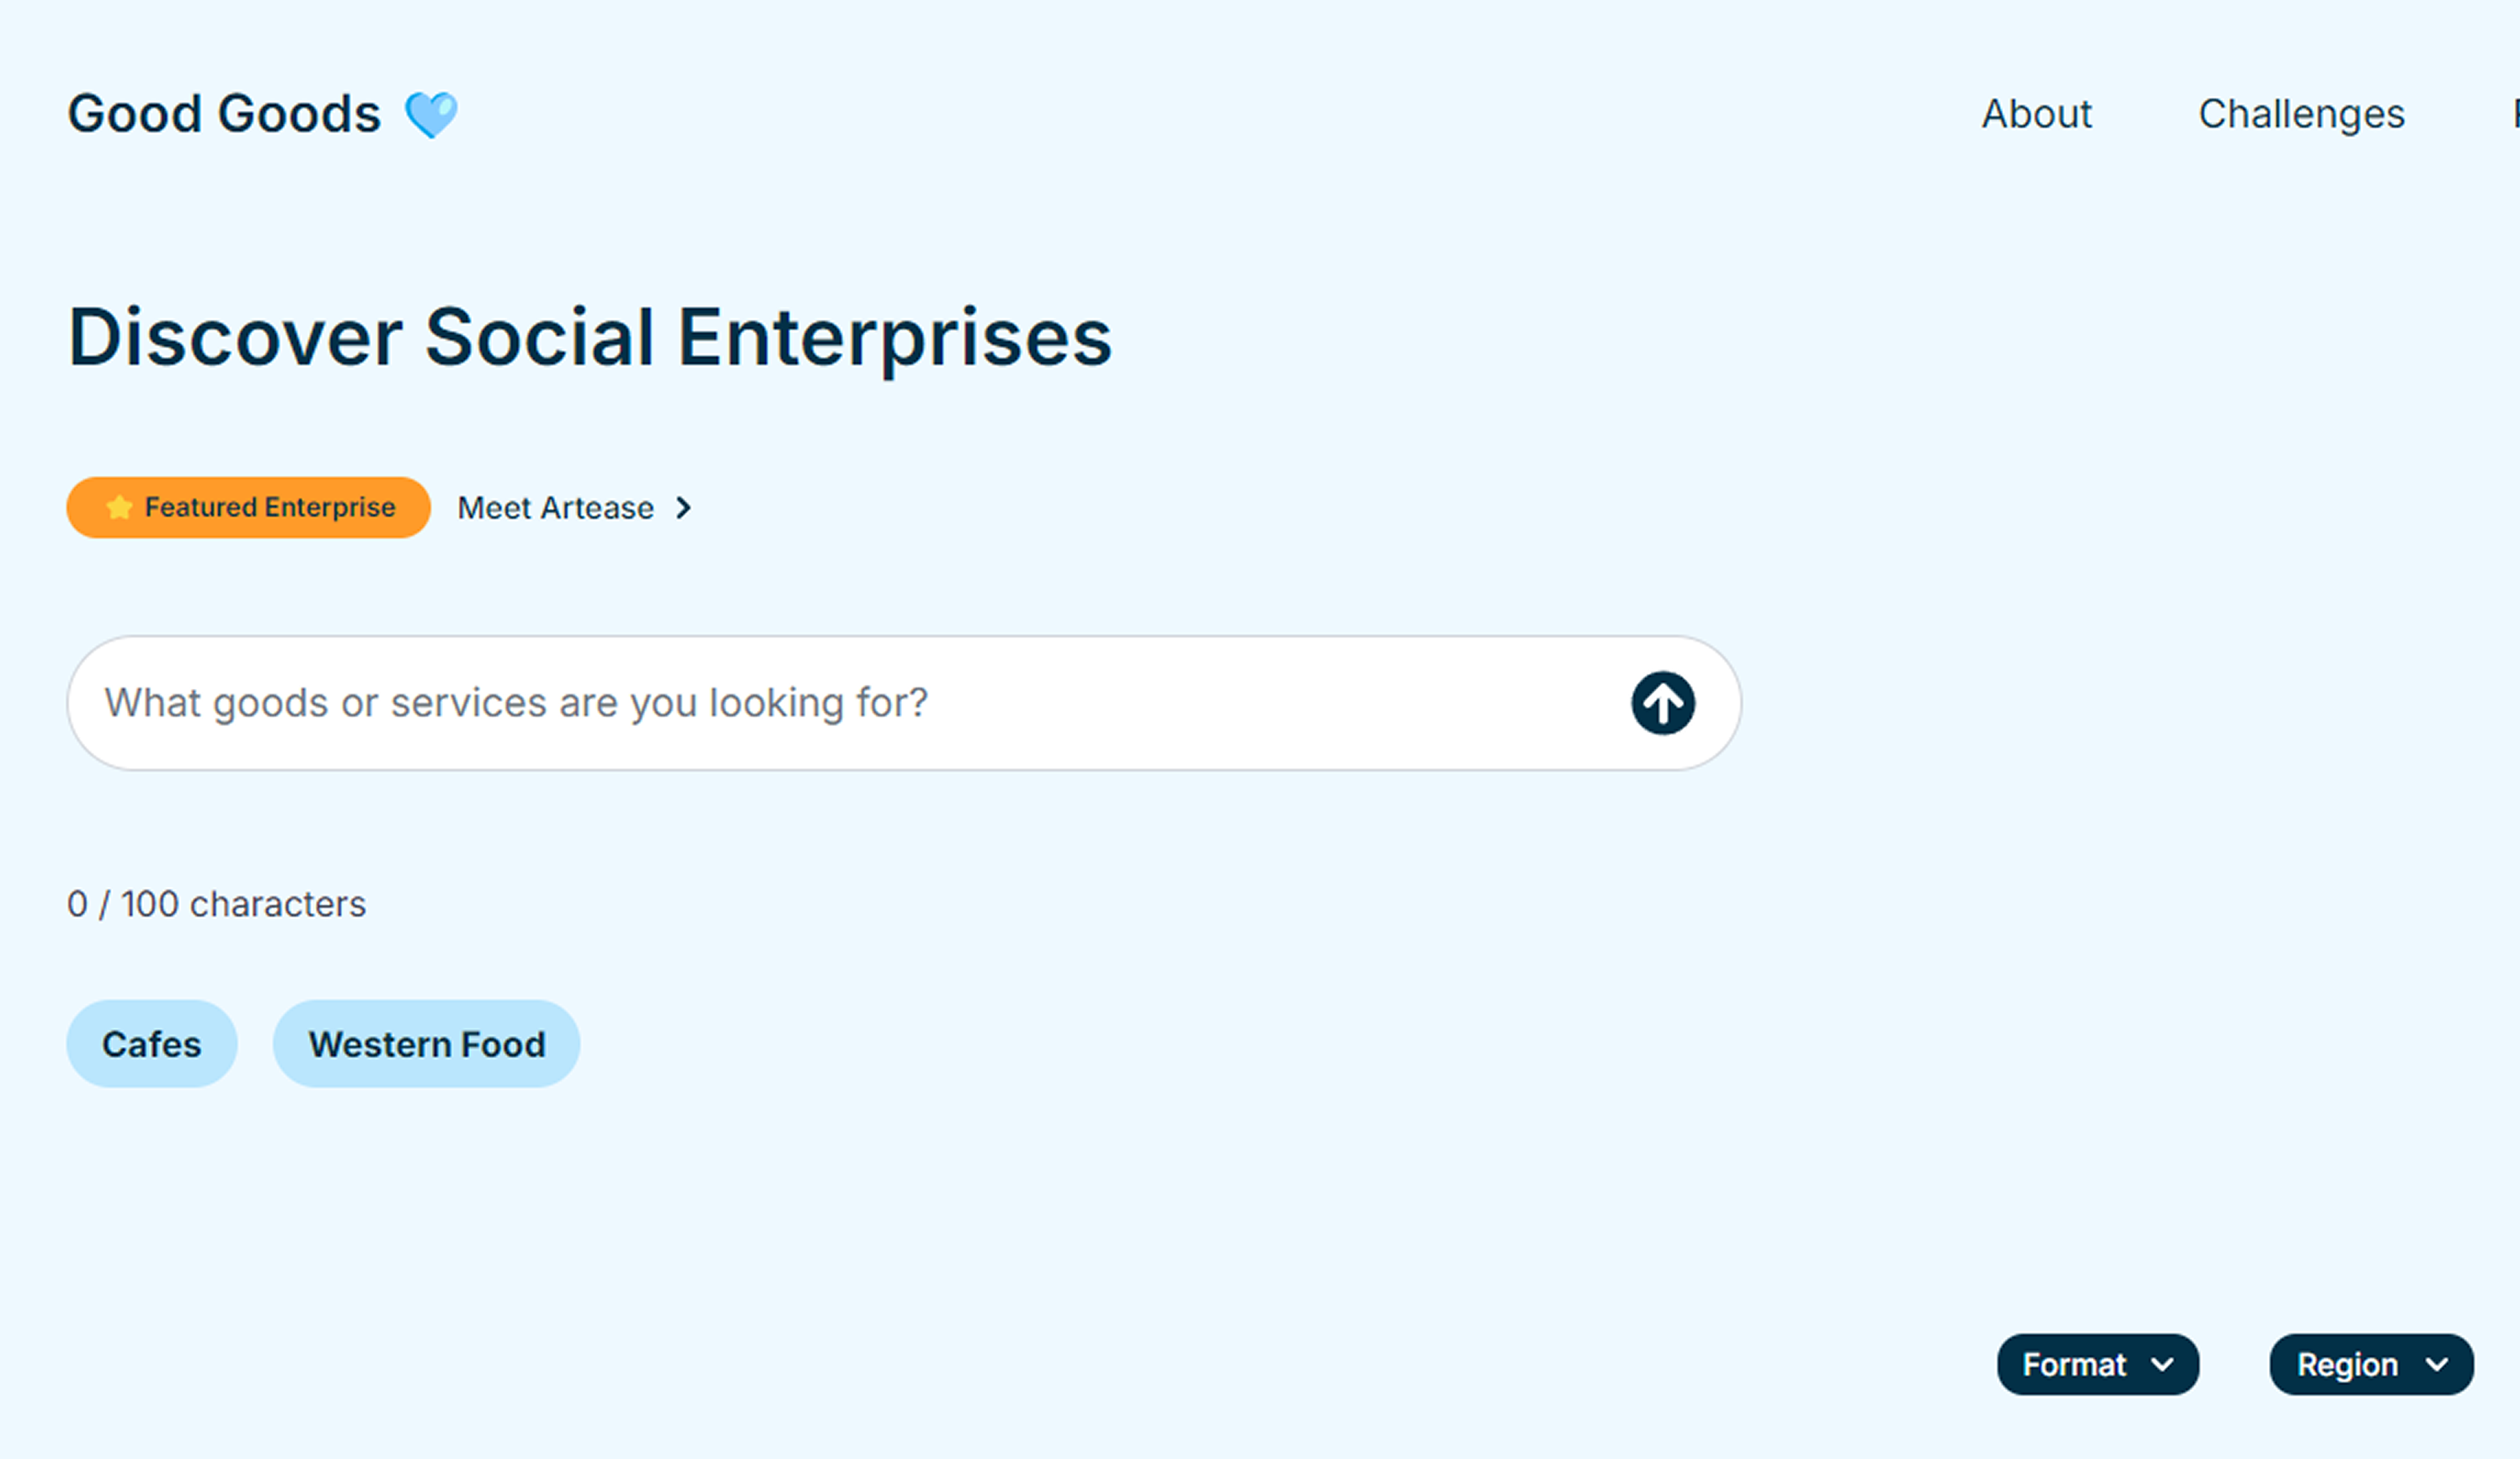 Good Goods 💙
About Challenges
Discover Social Enterprises
⭐ Featured Enterprise Meet Artease >
What goods or services are you looking for?
0 / 100 characters
Cafes Western Food
Format Region